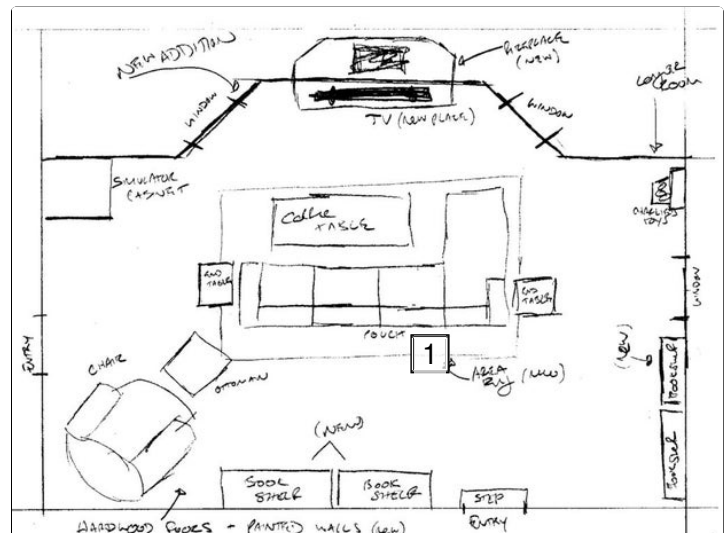 NEW ADDITION
FIREPLACE
(NEW)
WINDOW
TV (NEW PLACE)
WINDOW
ROOM
SIMULATOR
CABINET
TOYS
COFFEE
TABLE
END
TABLE
END
TABLE
WINDOW
COUCH
1
AREA
RUG (NEW)
(NEW)
BOOKSHELF
BOOKSHELF
ENTRY
CHAIR
OTTOMAN
(NEW)
BOOK
SHELF
BOOK
SHELF
STEP
ENTRY
HARDWOOD FLOORS - PAINTED WALLS (NEW)